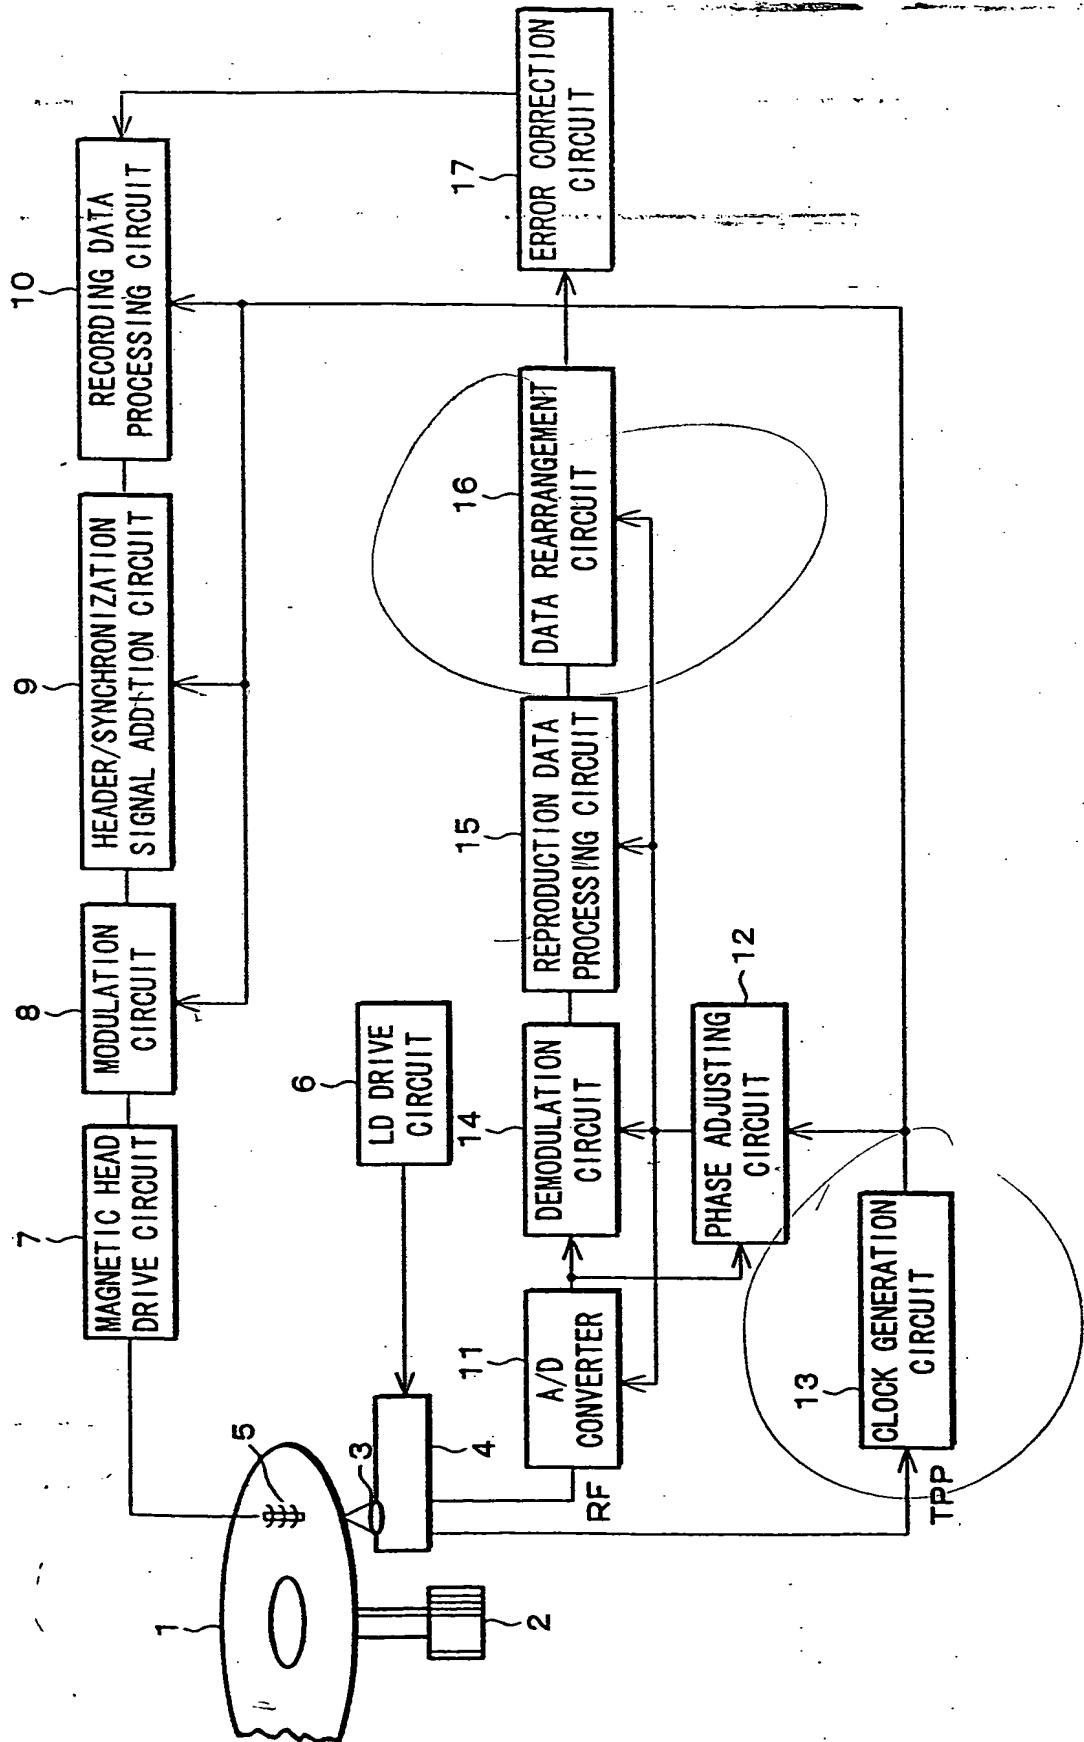 7
MAGNETIC HEAD
DRIVE CIRCUIT
8
MODULATION
CIRCUIT
9
HEADER/SYNCHRONIZATION
SIGNAL ADDITION CIRCUIT
10
RECORDING DATA
PROCESSING CIRCUIT
1
5
3
4
2
6
LD DRIVE
CIRCUIT
RF
11
A/D
CONVERTER
14
DEMODULATION
CIRCUIT
15
REPRODUCTION DATA
PROCESSING CIRCUIT
16
DATA REARRANGEMENT
CIRCUIT
17
ERROR CORRECTION
CIRCUIT
12
PHASE ADJUSTING
CIRCUIT
TPP
13
CLOCK GENERATION
CIRCUIT